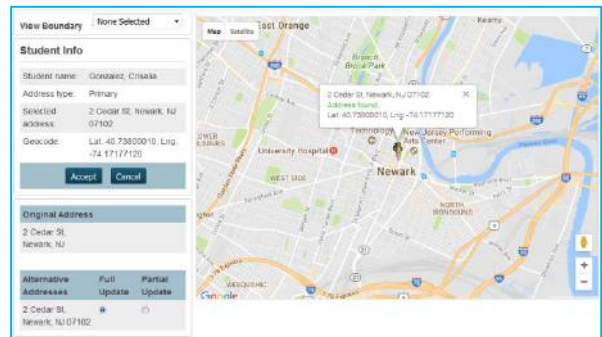 View Boundary None Selected
Student Info
Student name: Gonzalez, Crisalis
Address type: Primary
Selected address: 2 Cedar St, Newark, NJ 07102
Geocode: Lat. 40.73800010, Lng. -74.17177120
Accept Cancel
Original Address
2 Cedar St,
Newark, NJ
Alternative Addresses Full Update Partial Update
2 Cedar St,
Newark, NJ 07102
Map Satellite
East Orange
Kearny
Branch
Brook Park
2 Cedar St, Newark, NJ 07102
Address found.
Lat: 40.73800010, Lng: -74.17177120
Technology
New Jersey Performing
Arts Center
University Hospital
Newark
WEST SIDE
NORTH
IRONBOUND
WEEQUAHIC
Google